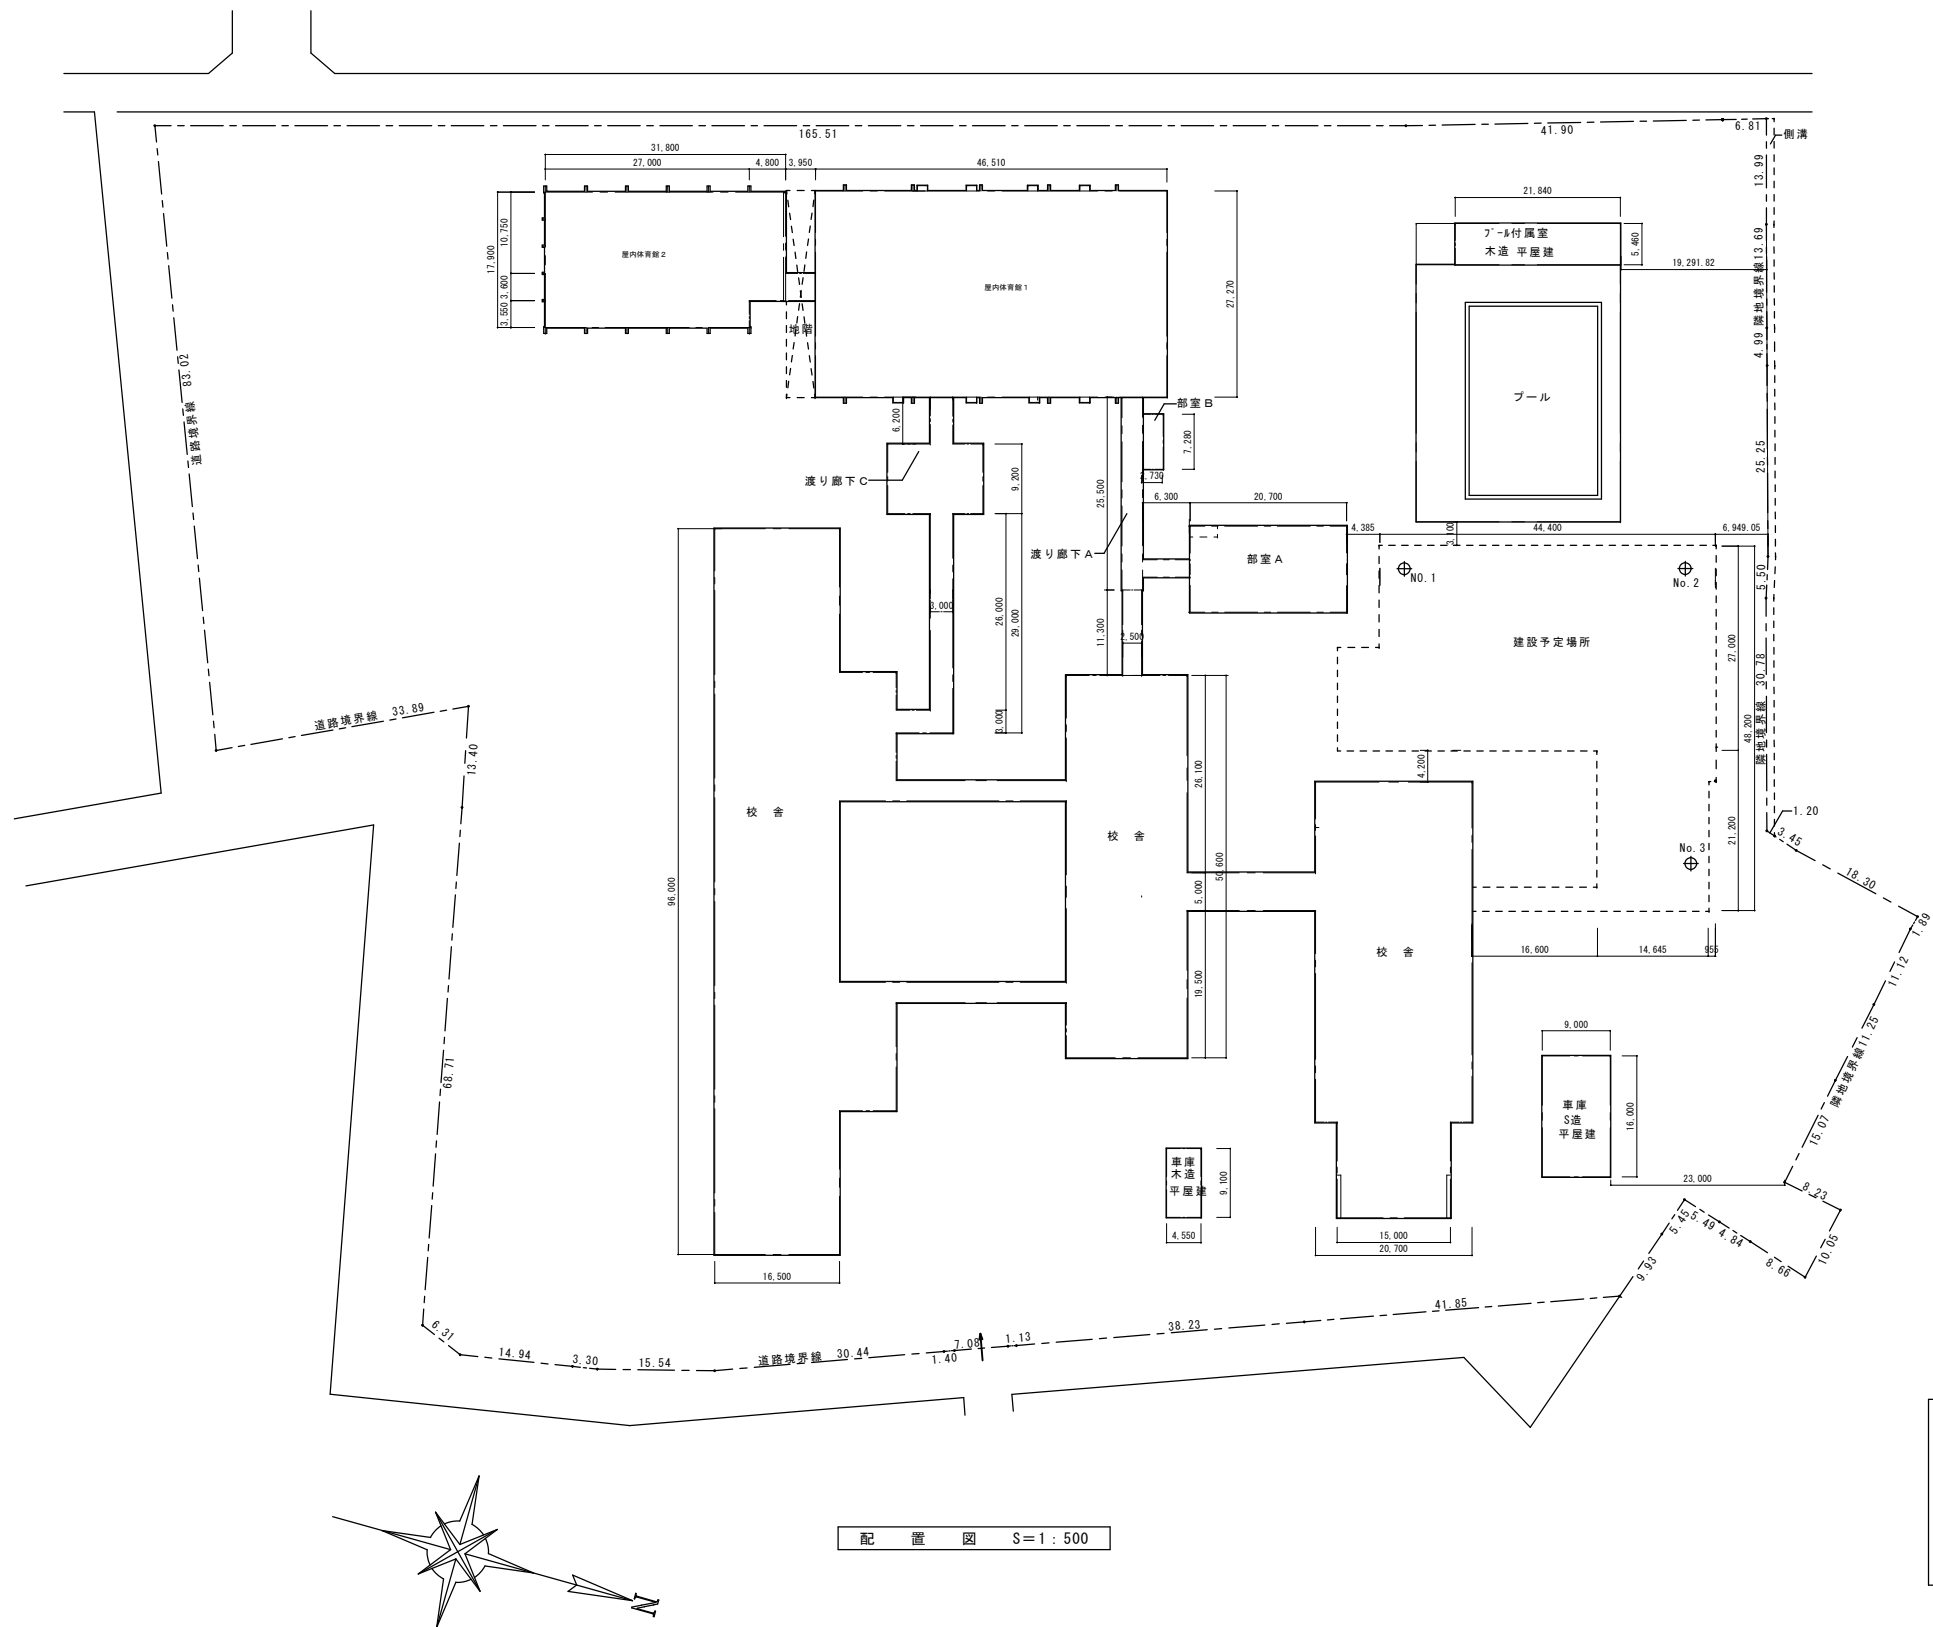 165.51
41.90
6.81
側溝
13.99
31,800
27,000
4,800
3,950
46,510
21,840
17,900
10,750
3,600
3,550
屋内体育館2
屋内体育館1
地階
27,270
プール付属室
木造 平屋建
5,460
19,291.82
隣地境界線13.69
4.99
プール
25.25
道路境界線 83.02
6,200
渡り廊下C
9,200
部室B
7,280
2,730
25,500
6,300
20,700
渡り廊下A
部室A
4,385
3,100
44,400
6,949.05
5.50
NO.1
No.2
建設予定場所
3,000
26,000
29,000
3,000
11,300
2,500
27,000
48,200
隣地境界線 30.78
道路境界線 33.89
13.40
4,200
21,200
1.20
3.45
No.3
18.30
1.89
校 舎
校 舎
校 舎
96,000
26,100
5,000
50,600
19,500
16,600
14,645
955
11.12
隣地境界線11.25
15.07
9,000
車庫
S造
平屋建
16,000
23,000
8.23
10.05
8.66
4.84
5.49
5.45
9.93
車庫
木造
平屋建
9,100
4,550
15,000
20,700
16,500
68.71
6.31
14.94
3.30
15.54
道路境界線 30.44
1.40
7.08
1.13
38.23
41.85
N
配 置 図 S=1:500